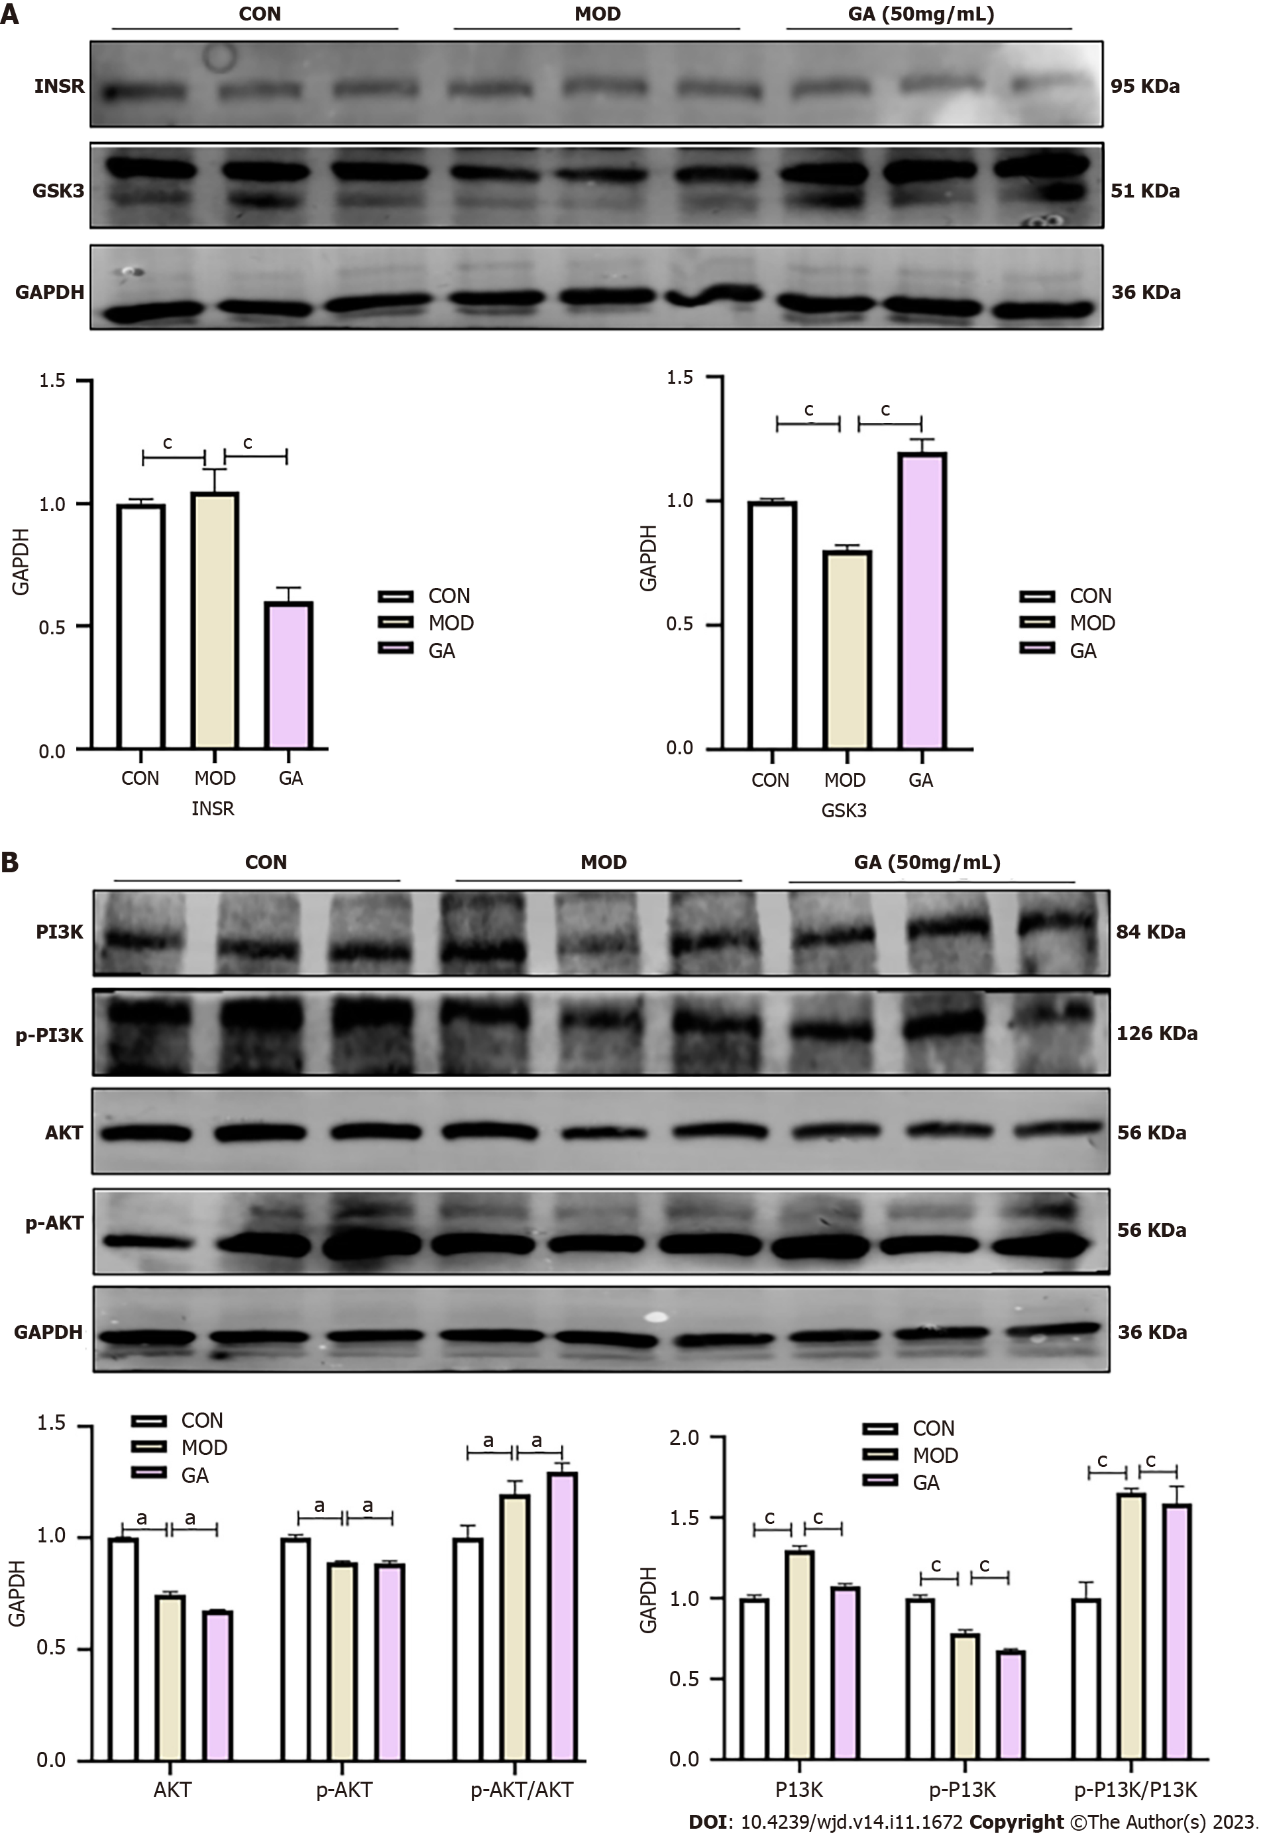 A
CON MOD GA (50mg/mL)
INSR 95 KDa
GSK3 51 KDa
GAPDH 36 KDa
1.5
1.0
0.5
0.0
GAPDH
c c
CON
MOD
GA
CON MOD GA
INSR
1.5
1.0
0.5
0.0
GAPDH
c c
CON
MOD
GA
CON MOD GA
GSK3
B
CON MOD GA (50mg/mL)
PI3K 84 KDa
p-PI3K 126 KDa
AKT 56 KDa
p-AKT 56 KDa
GAPDH 36 KDa
1.5
1.0
0.5
0.0
GAPDH
CON
MOD
GA
a a a a a a
AKT p-AKT p-AKT/AKT
2.0
1.5
1.0
0.5
0.0
GAPDH
CON
MOD
GA
c c c c c c
P13K p-P13K p-P13K/P13K
DOI: 10.4239/wjd.v14.i11.1672 Copyright ©The Author(s) 2023.